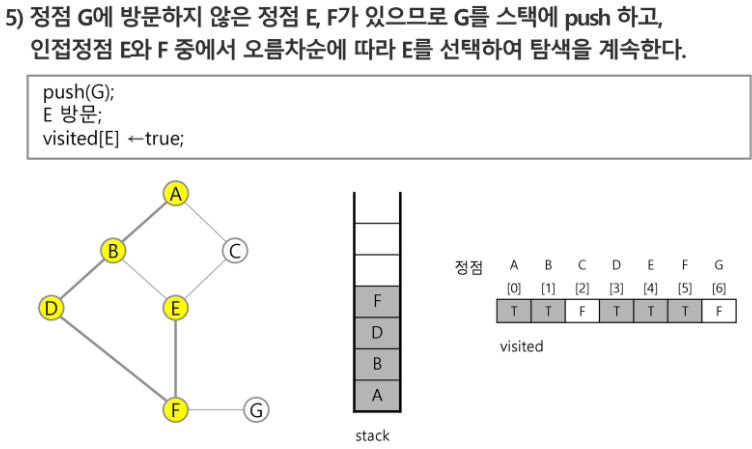 5) 정점 G에 방문하지 않은 정점 E, F가 있으므로 G를 스택에 push 하고,
인접정점 E와 F 중에서 오름차순에 따라 E를 선택하여 탐색을 계속한다.
push(G);
E 방문;
visited[E] ←true;
A
B
C
D
E
F
G
F
D
B
A
stack
정점 A B C D E F G
[0] [1] [2] [3] [4] [5] [6]
T T F T T T F
visited